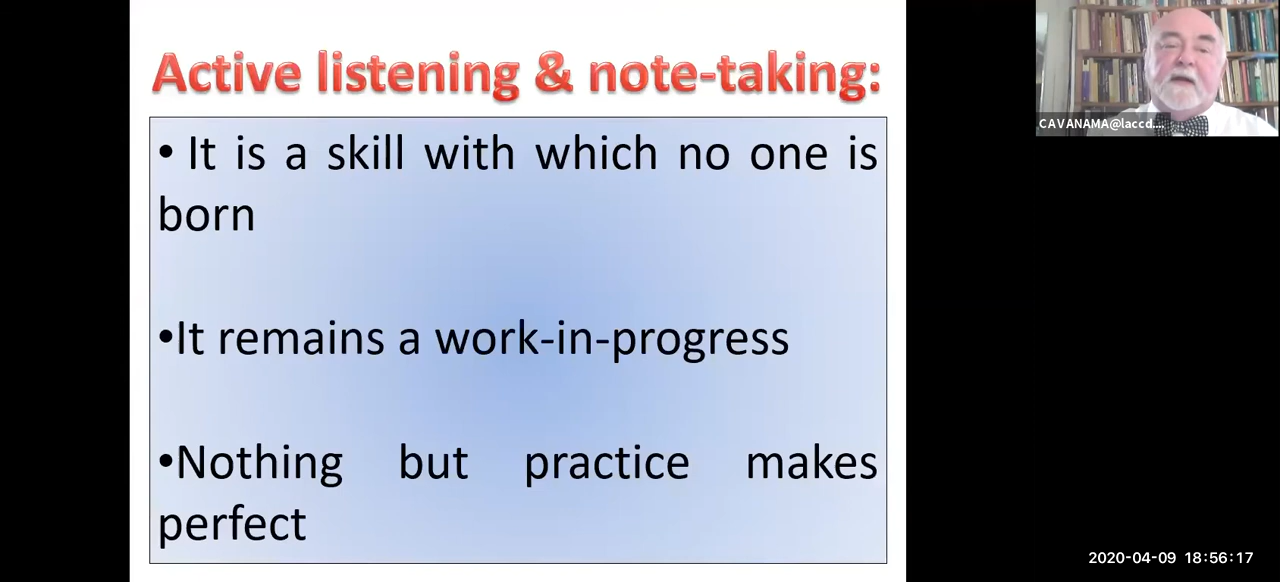 Active listening & note-taking:
• It is a skill with which no one is
born
•It remains a work-in-progress
•Nothing but practice makes
perfect
CAVANAMA@laccd....
2020-04-09 18:56:17